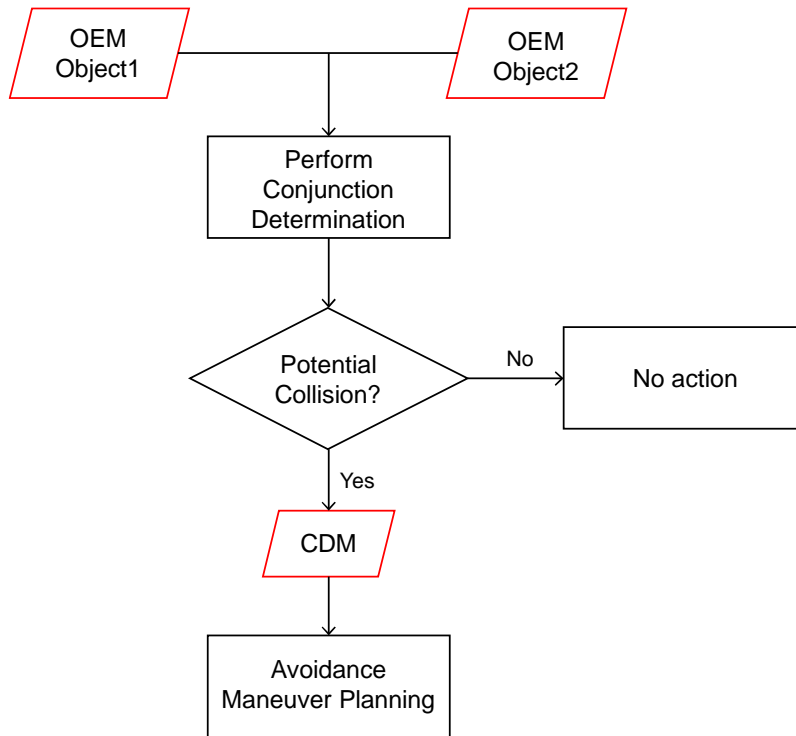 OEM
Object1
OEM
Object2
Perform
Conjunction
Determination
Potential
Collision?
No
No action
Yes
CDM
Avoidance
Maneuver Planning